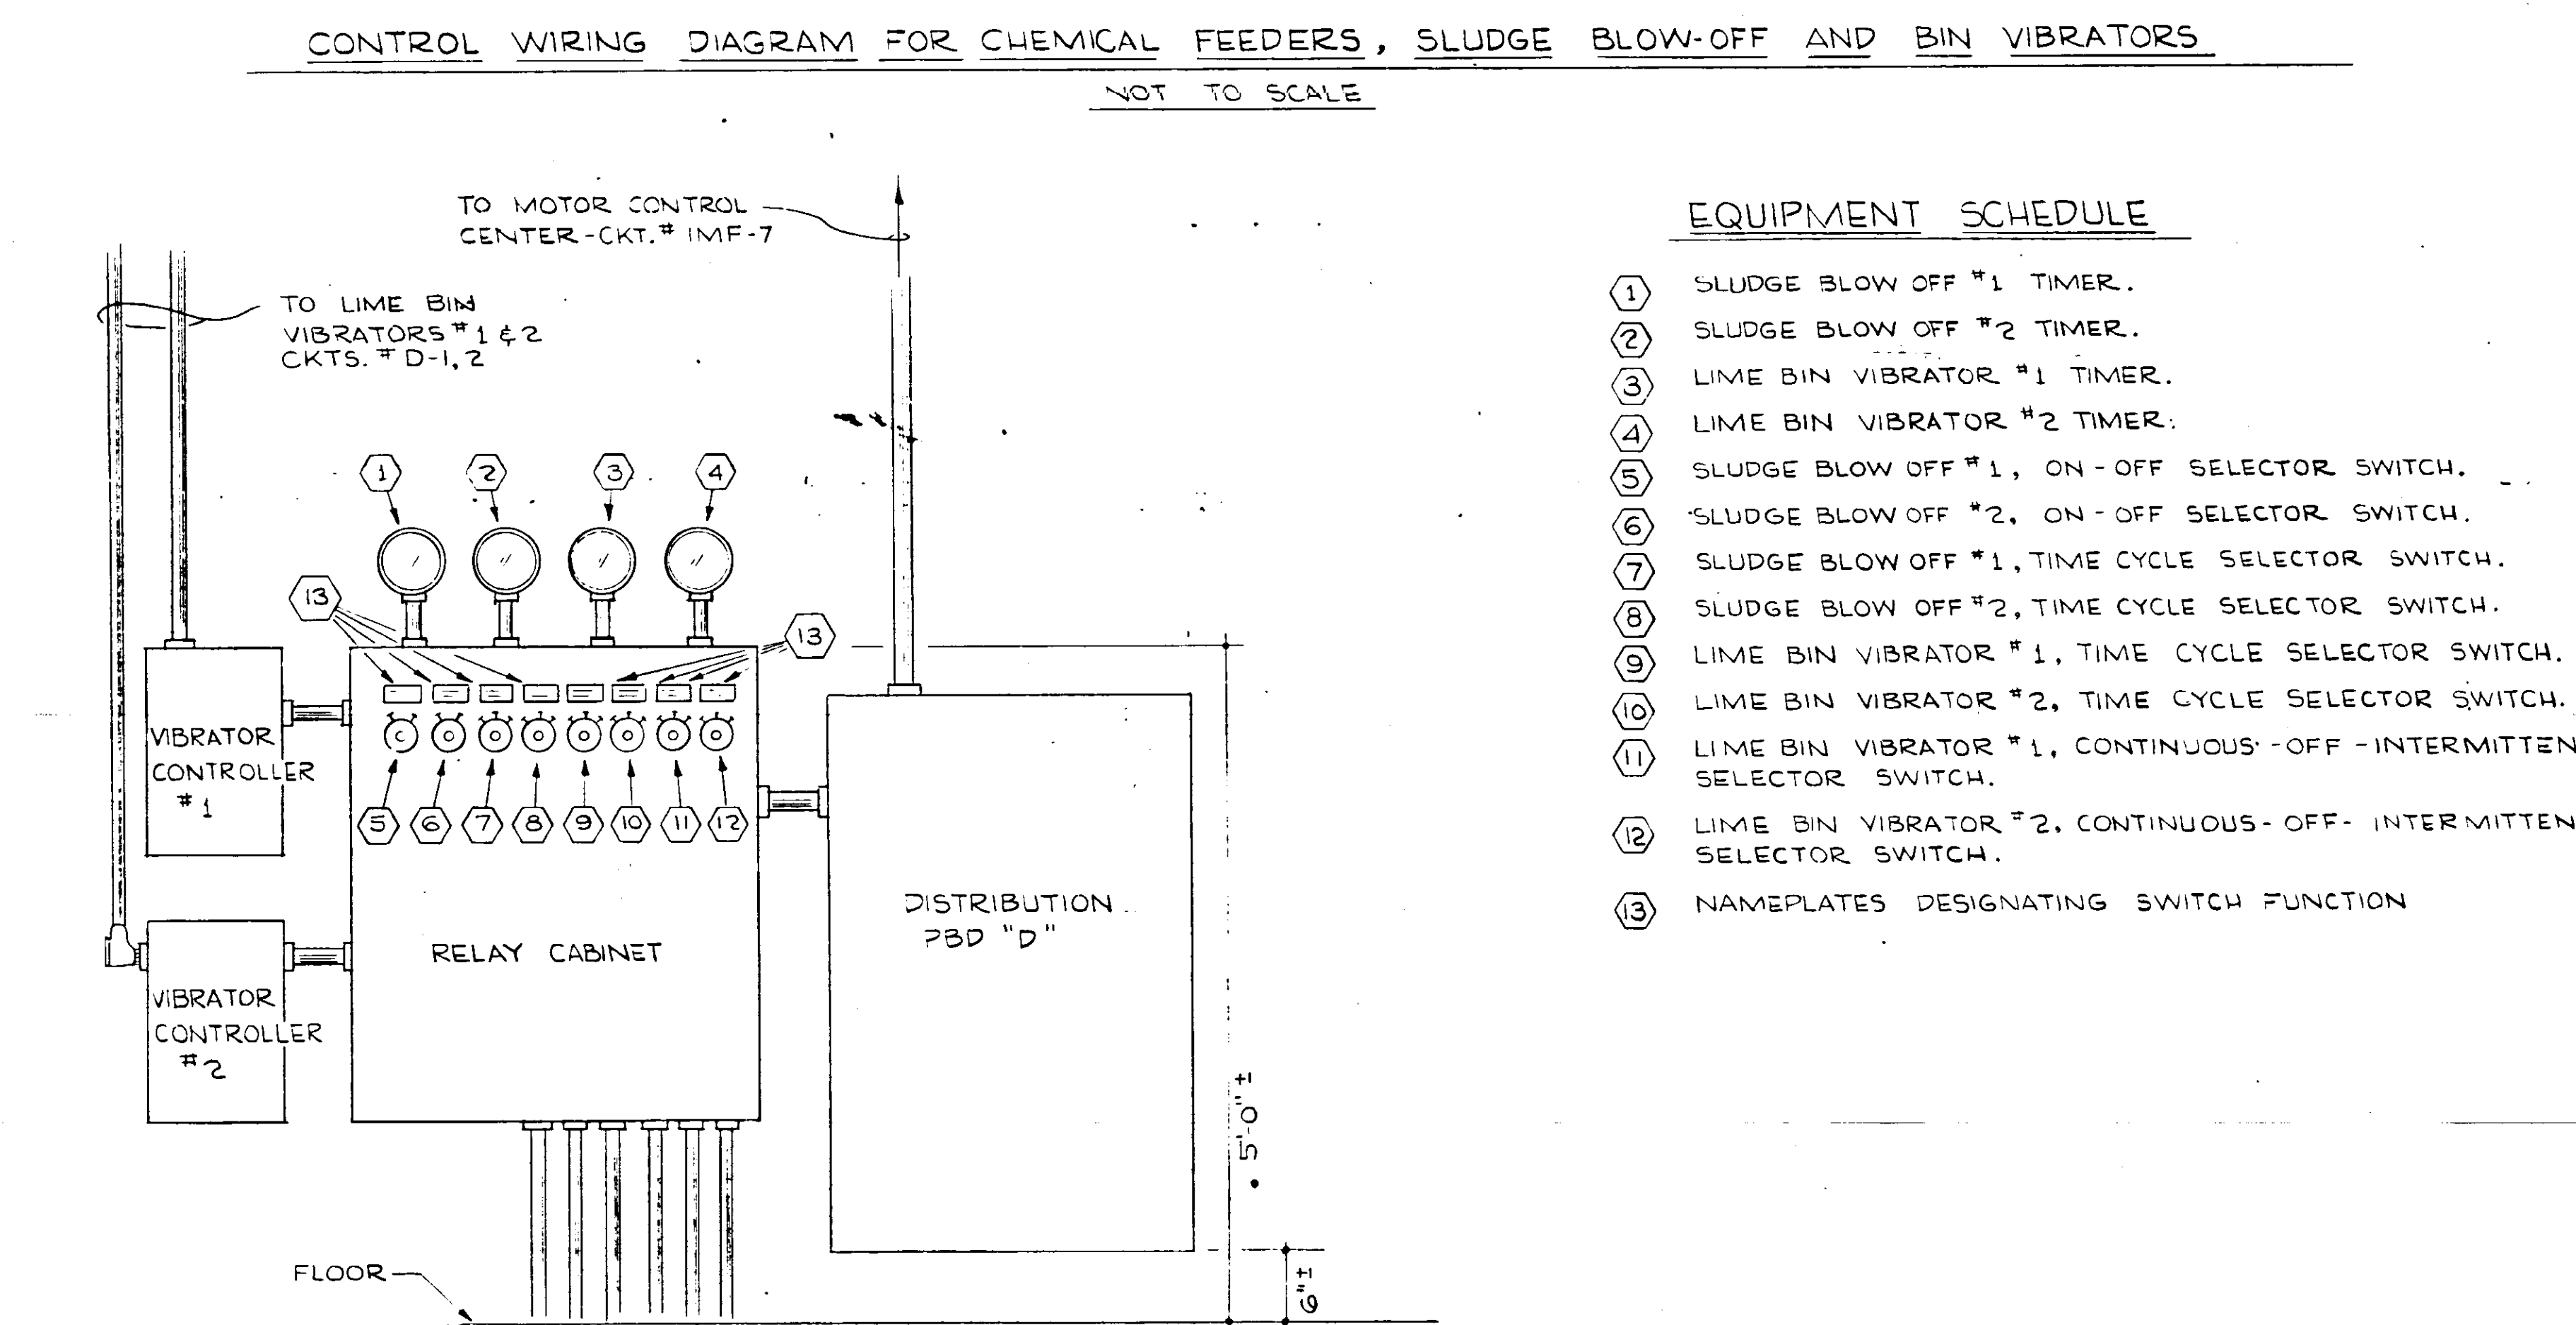 CONTROL WIRING DIAGRAM FOR CHEMICAL FEEDERS, SLUDGE BLOW-OFF AND BIN VIBRATORS
NOT TO SCALE
TO MOTOR CONTROL
CENTER-CKT.# 1MF-7
TO LIME BIN
VIBRATORS #1 & 2
CKTS. # D-1, 2
1
2
3
4
13
13
VIBRATOR
CONTROLLER
#1
5
6
7
8
9
10
11
12
RELAY CABINET
VIBRATOR
CONTROLLER
#2
DISTRIBUTION
PBD "D"
5'-0"±
6"±
FLOOR
EQUIPMENT SCHEDULE
1 SLUDGE BLOW OFF #1 TIMER.
2 SLUDGE BLOW OFF #2 TIMER.
3 LIME BIN VIBRATOR #1 TIMER.
4 LIME BIN VIBRATOR #2 TIMER.
5 SLUDGE BLOW OFF #1, ON-OFF SELECTOR SWITCH.
6 SLUDGE BLOW OFF #2, ON-OFF SELECTOR SWITCH.
7 SLUDGE BLOW OFF #1, TIME CYCLE SELECTOR SWITCH.
8 SLUDGE BLOW OFF #2, TIME CYCLE SELECTOR SWITCH.
9 LIME BIN VIBRATOR #1, TIME CYCLE SELECTOR SWITCH.
10 LIME BIN VIBRATOR #2, TIME CYCLE SELECTOR SWITCH.
11 LIME BIN VIBRATOR #1, CONTINUOUS-OFF-INTERMITTEN
SELECTOR SWITCH.
12 LIME BIN VIBRATOR #2, CONTINUOUS-OFF-INTERMITTEN
SELECTOR SWITCH.
13 NAMEPLATES DESIGNATING SWITCH FUNCTION